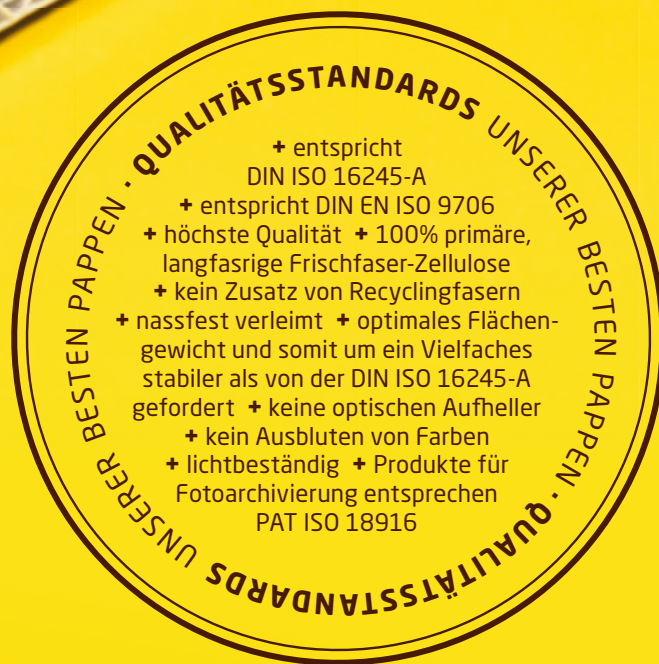 QUALITÄTSSTANDARDS UNSERER BESTEN PAPPEN · QUALITÄTSSTANDARDS UNSERER BESTEN PAPPEN ·
+ entspricht
DIN ISO 16245-A
+ entspricht DIN EN ISO 9706
+ höchste Qualität + 100% primäre,
langfasrige Frischfaser-Zellulose
+ kein Zusatz von Recyclingfasern
+ nassfest verleimt + optimales Flächen-
gewicht und somit um ein Vielfaches
stabiler als von der DIN ISO 16245-A
gefordert + keine optischen Aufheller
+ kein Ausbluten von Farben
+ lichtbeständig + Produkte für
Fotoarchivierung entsprechen
PAT ISO 18916